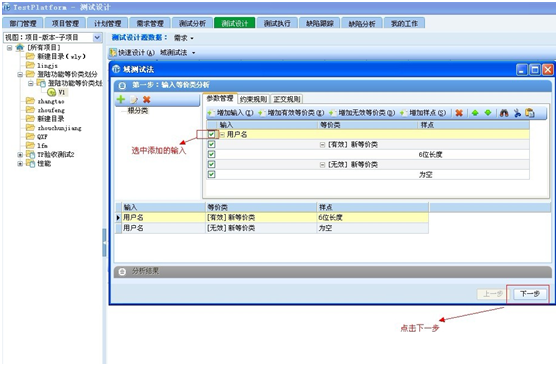 TestPlatform - 测试设计
部门管理 项目管理 计划管理 需求管理 测试分析 测试设计 测试执行 缺陷跟踪 缺陷分析 我的工作
视图：项目-版本-子项目
测试设计源数据： 需求
[所有项目]
快速设计(A) 域测试法
新建目录(sly)
lingjs
登陆功能等价类划分
登陆功能等价类划
V1
zhangtao
zhoufeng
新建目录
zhouchunjiang
QXF
lfm
TP验收测试2
性能
域测试法
第一步：输入等价类分析
根分类
参数管理 约束规则 正交规则
增加输入(I) 增加有效等价类(E) 增加无效等价类(D) 增加样点(S)
输入 等价类 样点
用户名
[有效] 新等价类
6位长度
[无效] 新等价类
为空
选中添加的输入
输入 等价类 样点
用户名 [有效] 新等价类 6位长度
用户名 [无效] 新等价类 为空
分析结果
上一步 下一步
点击下一步